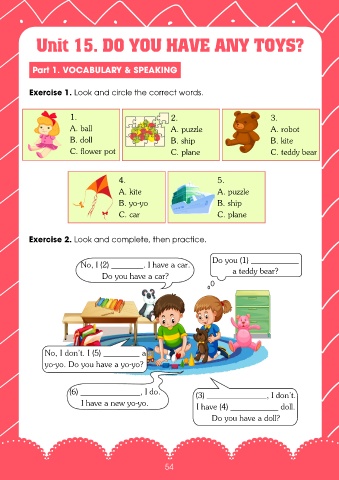 Unit 15. DO YOU HAVE ANY TOYS?
Part 1. VOCABULARY & SPEAKING
Exercise 1. Look and circle the correct words.
1.
A. ball
B. doll
C. flower pot
2.
A. puzzle
B. ship
C. plane
3.
A. robot
B. kite
C. teddy bear
4.
A. kite
B. yo-yo
C. car
5.
A. puzzle
B. ship
C. plane
Exercise 2. Look and complete, then practice.
Do you (1) ___________
a teddy bear?
No, I (2) ________. I have a car.
Do you have a car?
No, I don't. I (5) ________ a
yo-yo. Do you have a yo-yo?
(3) ______________, I don't.
I have (4) ___________ doll.
Do you have a doll?
(6) ______________, I do.
I have a new yo-yo.
54